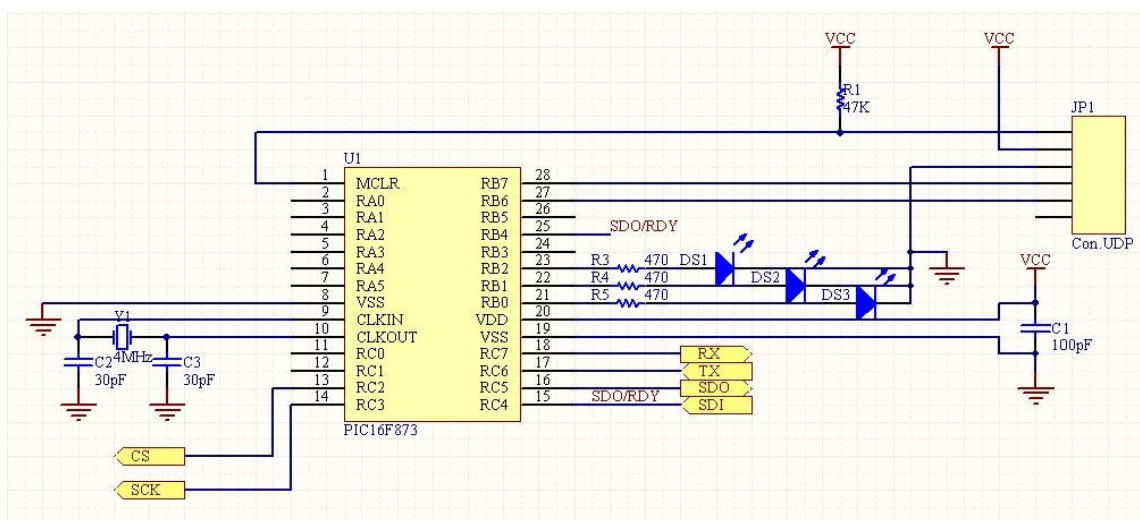 VCC
VCC
R1
47K
JP1
U1
1 MCLR RB7 28
2 RA0 RB6 27
3 RA1 RB5 26
4 RA2 RB4 25 SDO/RDY
5 RA3 RB3 24
6 RA4 RB2 23 R3 470 DS1
7 RA5 RB1 22 R4 470 DS2
8 VSS RB0 21 R5 470 DS3
9 CLKIN VDD 20
10 CLKOUT VSS 19
11 RC0 RC7 18 RX
12 RC1 RC6 17 TX
13 RC2 RC5 16 SDO
14 RC3 RC4 15 SDO/RDY SDI
PIC16F873
Con.UDP
VCC
C1
100pF
Y1
4MHz
C2
30pF
C3
30pF
CS
SCK